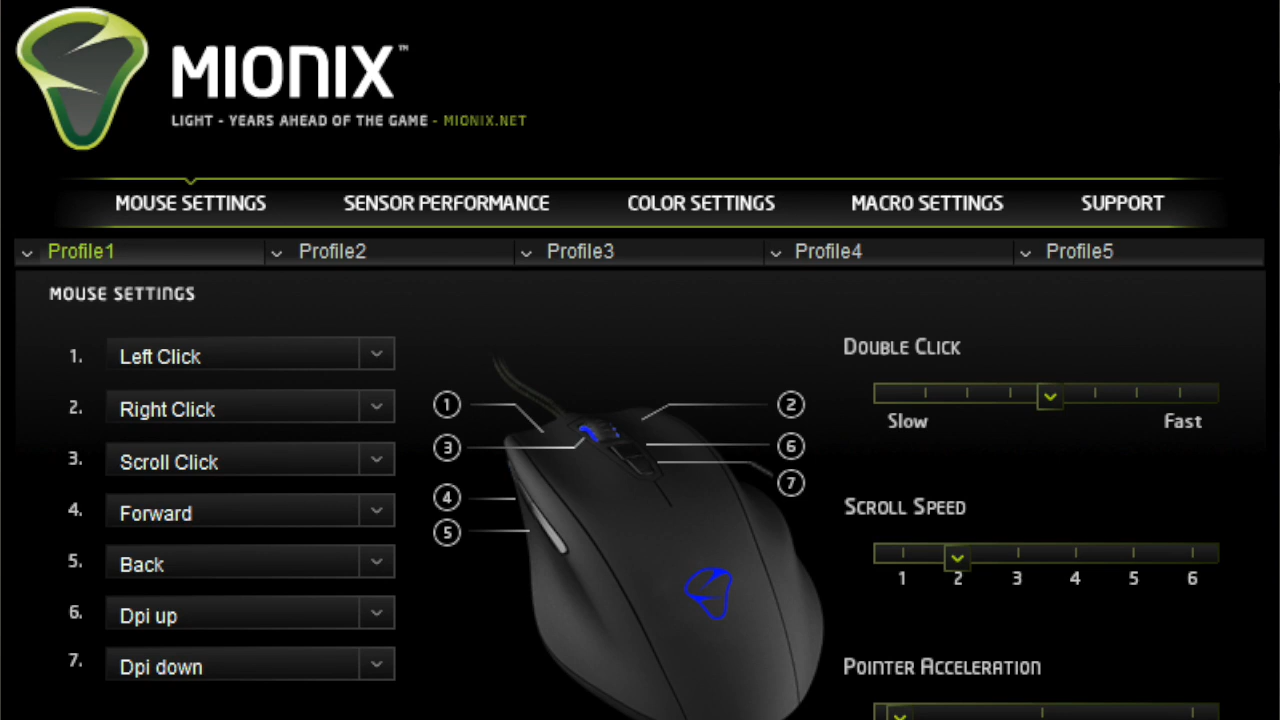 MIONIX™
LIGHT - YEARS AHEAD OF THE GAME - MIONIX.NET
MOUSE SETTINGS SENSOR PERFORMANCE COLOR SETTINGS MACRO SETTINGS SUPPORT
Profile1 Profile2 Profile3 Profile4 Profile5
MOUSE SETTINGS
1. Left Click
2. Right Click
3. Scroll Click
4. Forward
5. Back
6. Dpi up
7. Dpi down
1
2
3
6
7
4
5
DOUBLE CLICK
Slow Fast
SCROLL SPEED
1 2 3 4 5 6
POINTER ACCELERATION